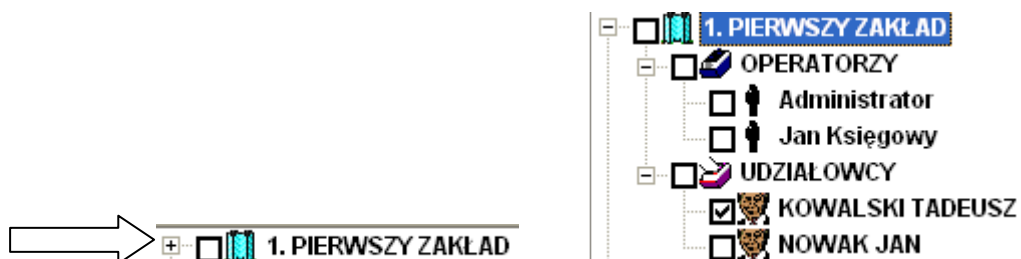 1. PIERWSZY ZAKŁAD
1. PIERWSZY ZAKŁAD
OPERATORZY
Administrator
Jan Księgowy
UDZIAŁOWCY
KOWALSKI TADEUSZ
NOWAK JAN